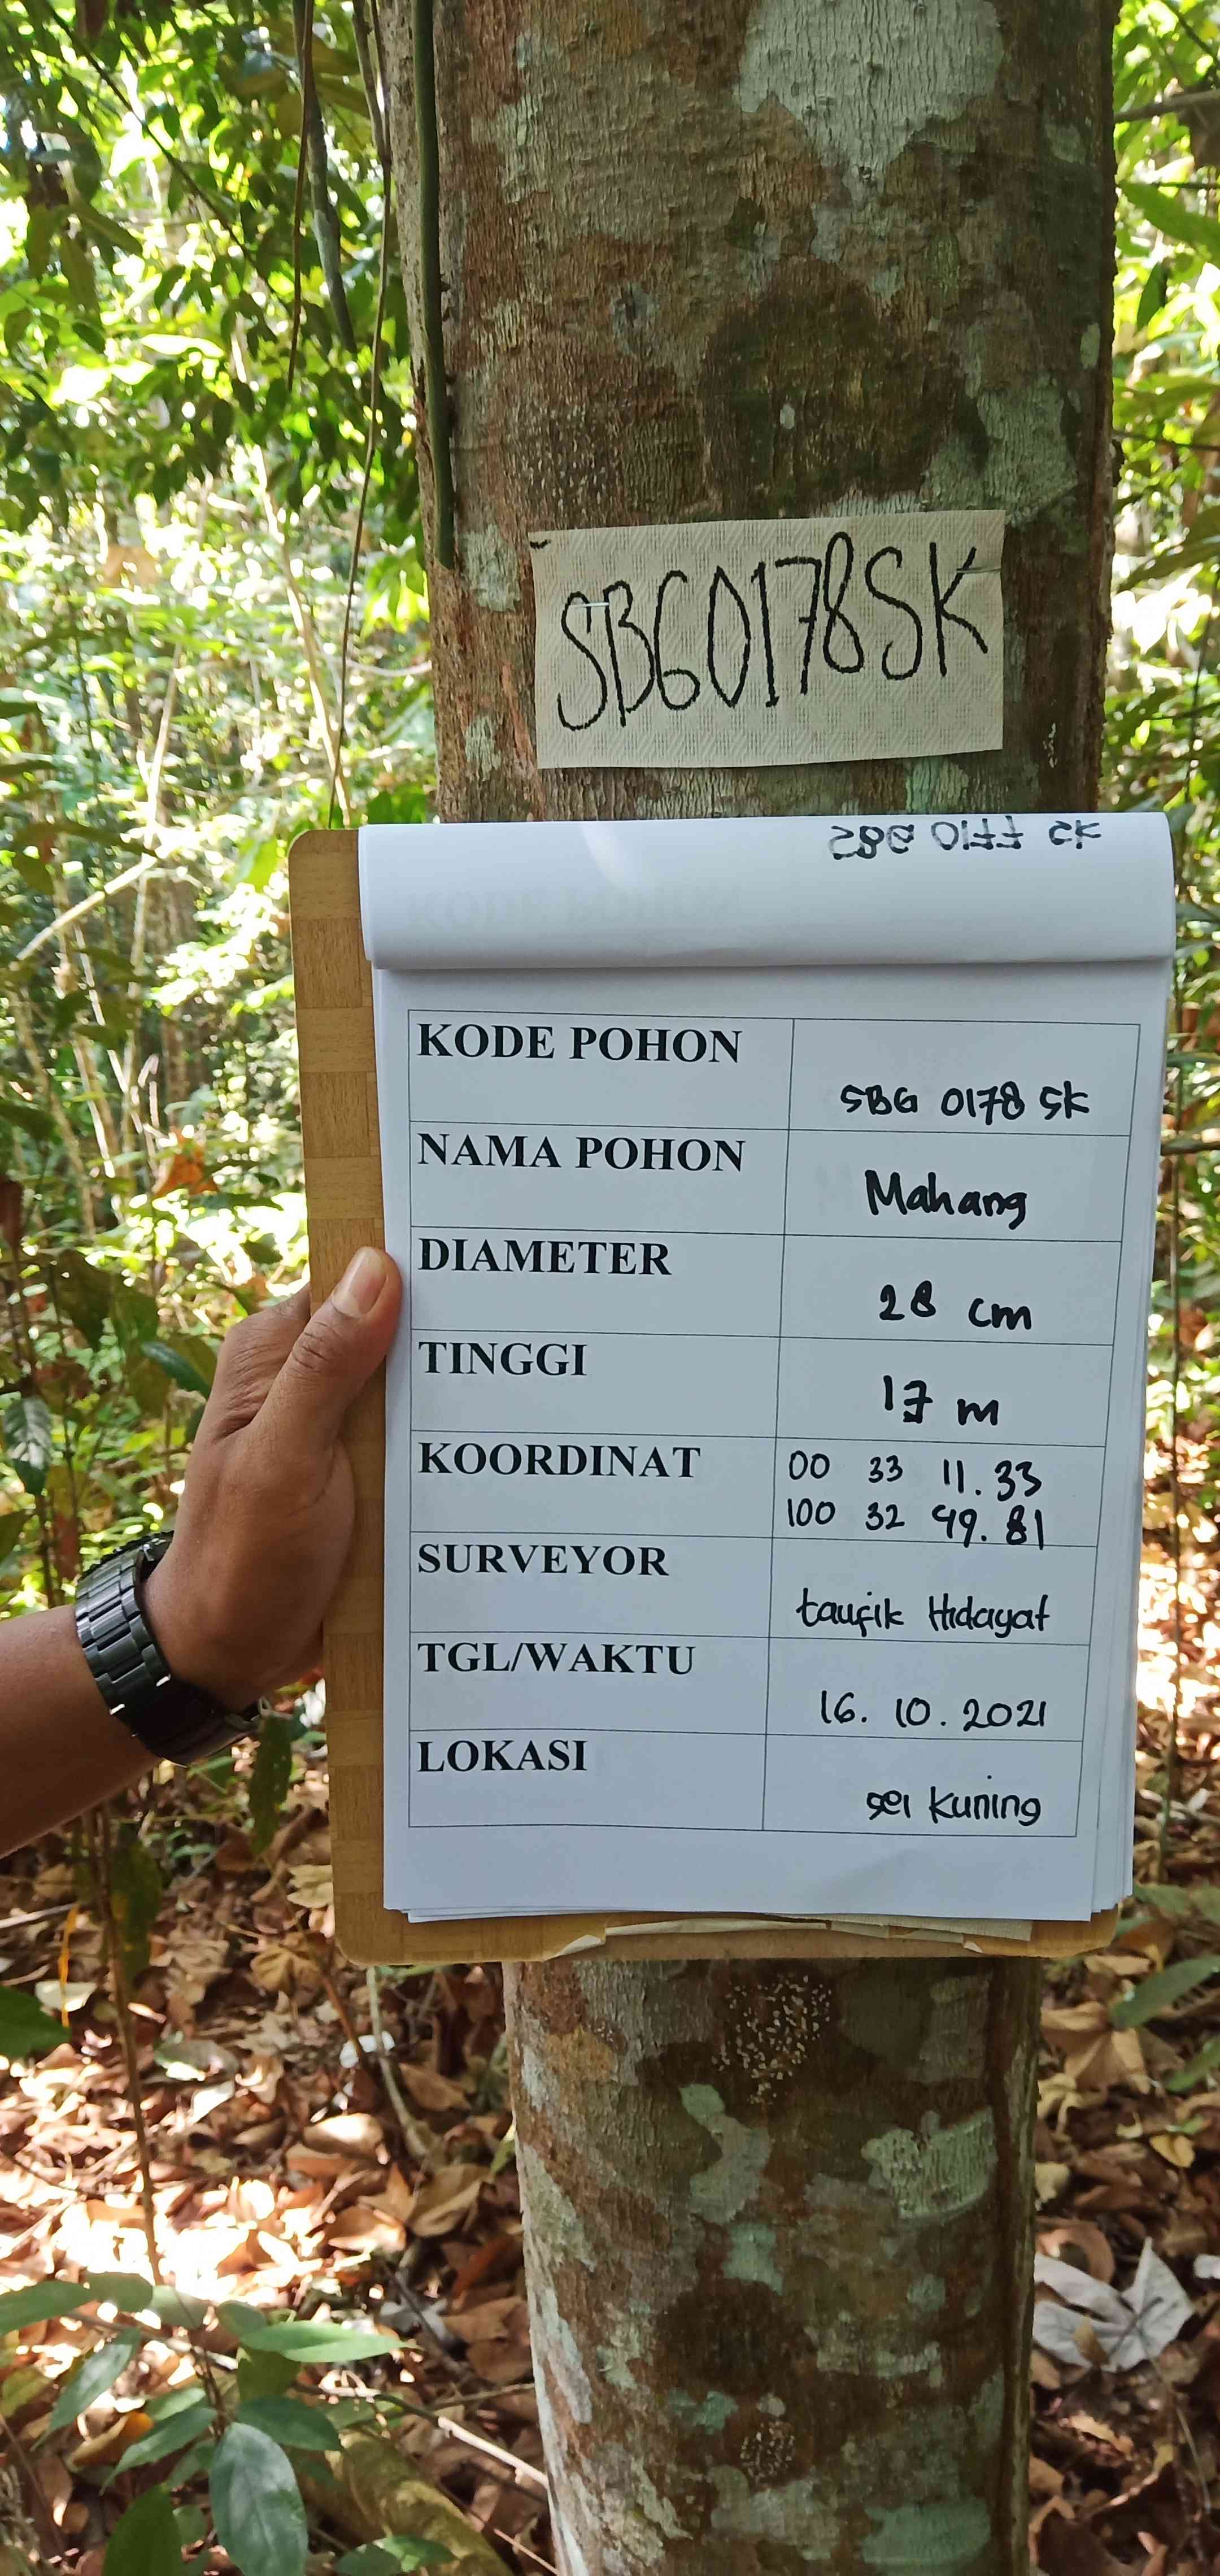 SBG0178SK
SBG 0177 SK
KODE POHON SBG 0178 SK
NAMA POHON Mahang
DIAMETER 28 cm
TINGGI 17 m
KOORDINAT 00 33 11.33
100 32 49.81
SURVEYOR taufik Hidayat
TGL/WAKTU 16. 10. 2021
LOKASI sei kuning